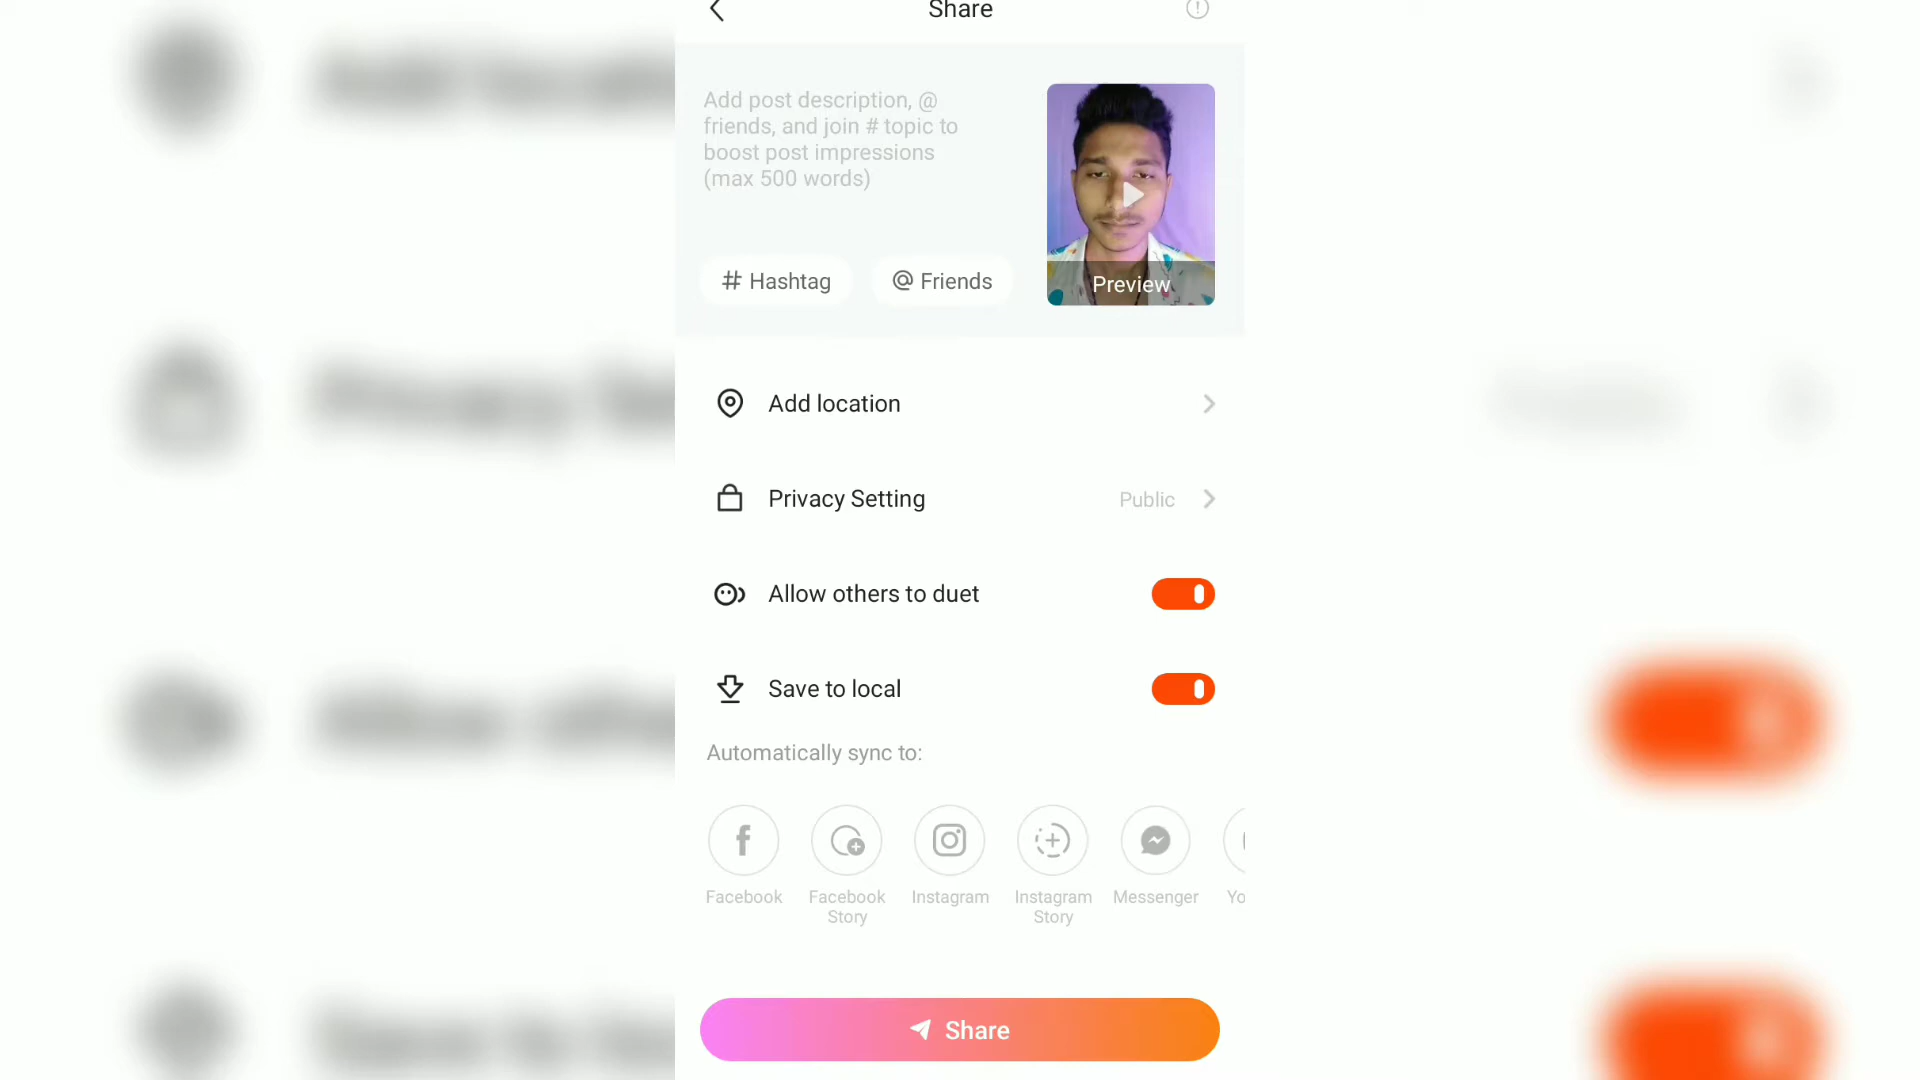 Share
Add post description, @
friends, and join # topic to
boost post impressions
(max 500 words)
# Hashtag
@ Friends
Preview
Add location
Privacy Setting
Public
Allow others to duet
Save to local
Automatically sync to:
Facebook
Facebook
Story
Instagram
Instagram
Story
Messenger
Yo
Share